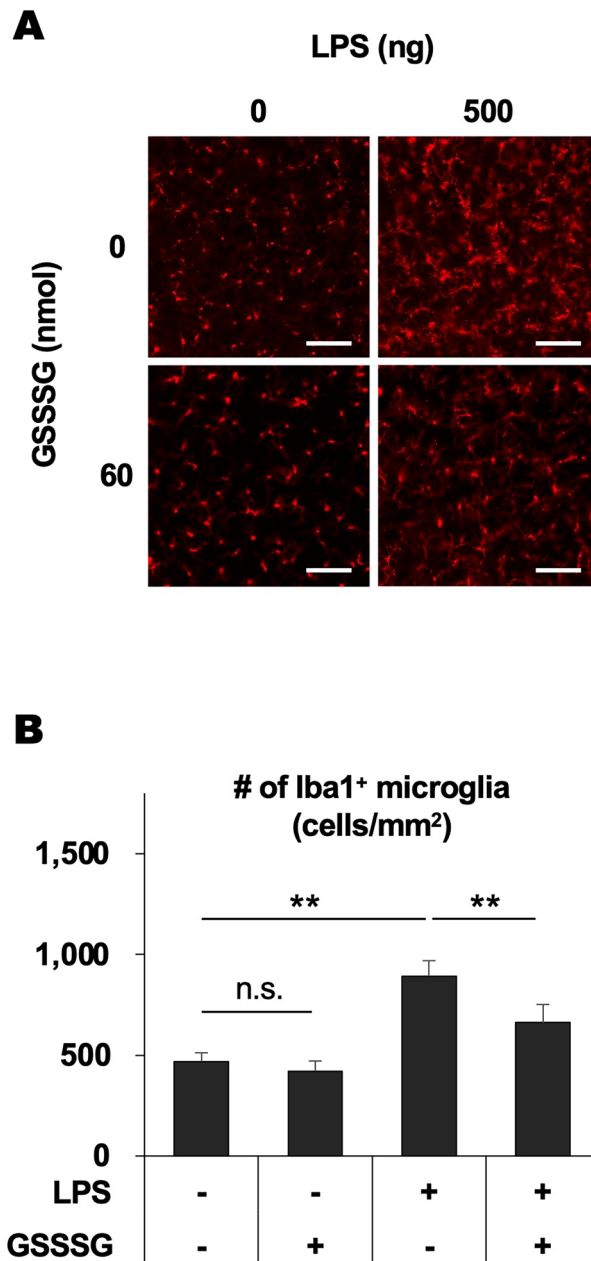 A
LPS (ng)
0 500
GSSSG (nmol)
0
60
B
# of Iba1⁺ microglia
(cells/mm²)
1,500
** **
1,000
n.s.
500
0
LPS - - + +
GSSSG - + - +